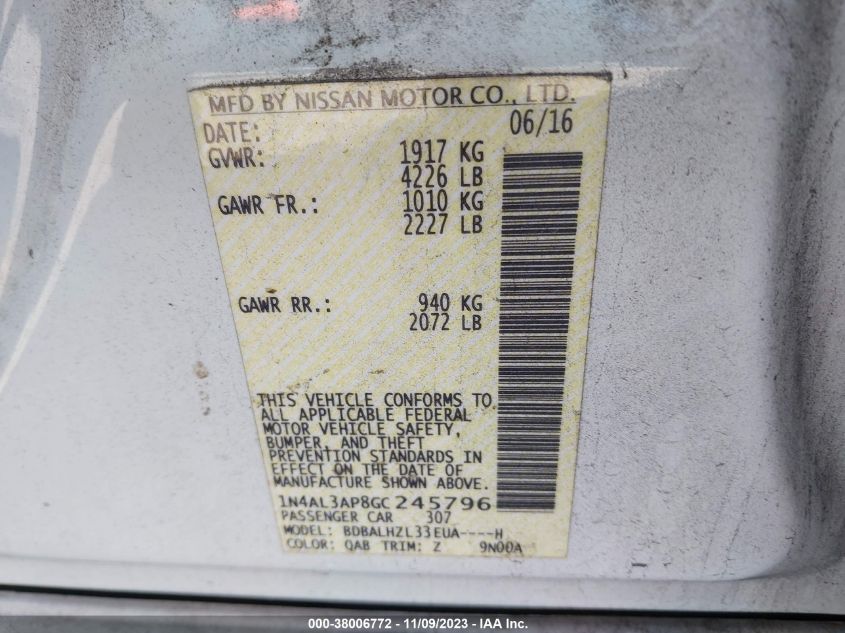 MFD BY NISSAN MOTOR CO., LTD.
DATE: 06/16
GVWR: 1917 KG
4226 LB
GAWR FR.: 1010 KG
2227 LB
GAWR RR.: 940 KG
2072 LB
THIS VEHICLE CONFORMS TO
ALL APPLICABLE FEDERAL
MOTOR VEHICLE SAFETY,
BUMPER, AND THEFT
PREVENTION STANDARDS IN
EFFECT ON THE DATE OF
MANUFACTURE SHOWN ABOVE.
1N4AL3AP8GC245796
PASSENGER CAR 307
MODEL: BDBALHZL33EUA----H
COLOR: QAB TRIM: Z 9N00A
000-38006772 - 11/09/2023 - IAA Inc.